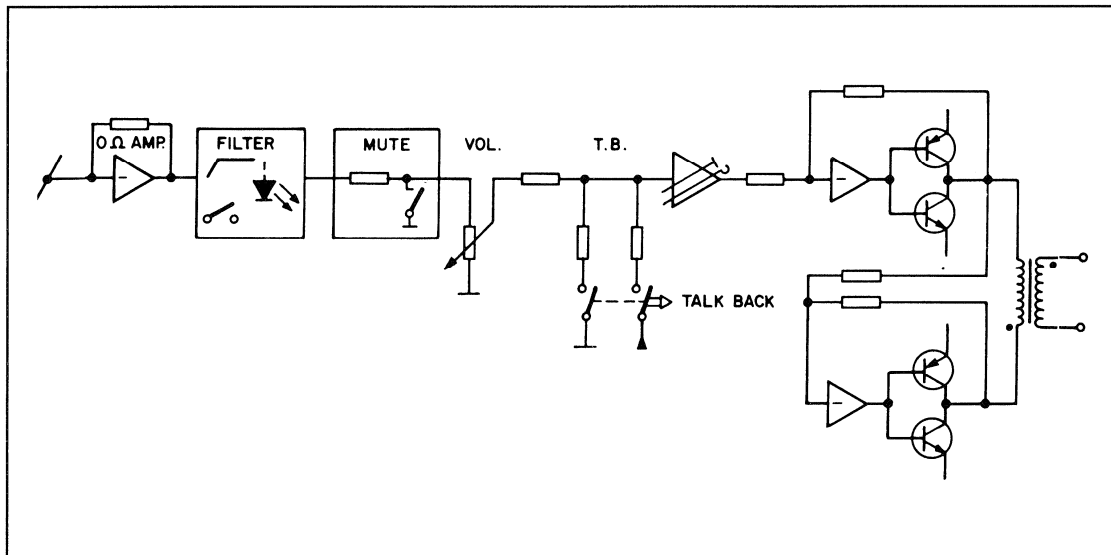 0 Ω AMP.
FILTER
MUTE
VOL.
T.B.
TALK BACK